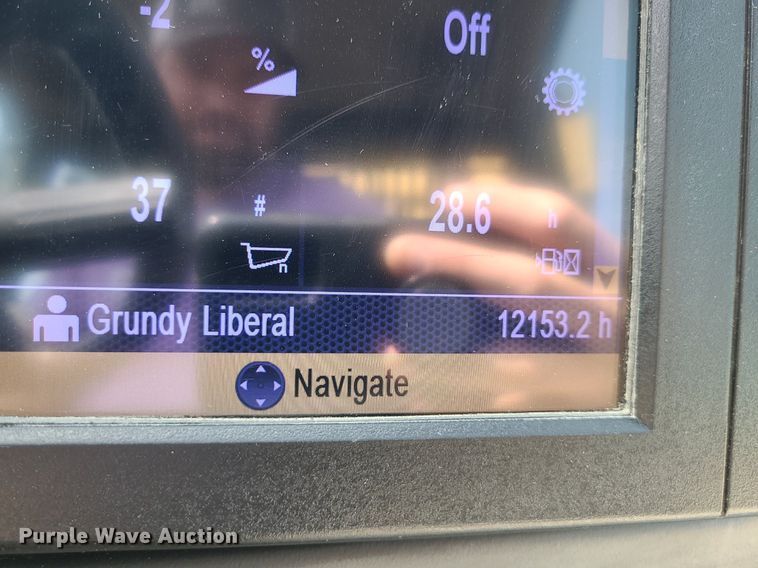 -2
Off
%
37 # 28.6 h
n
Grundy Liberal 12153.2 h
Navigate
Purple Wave Auction